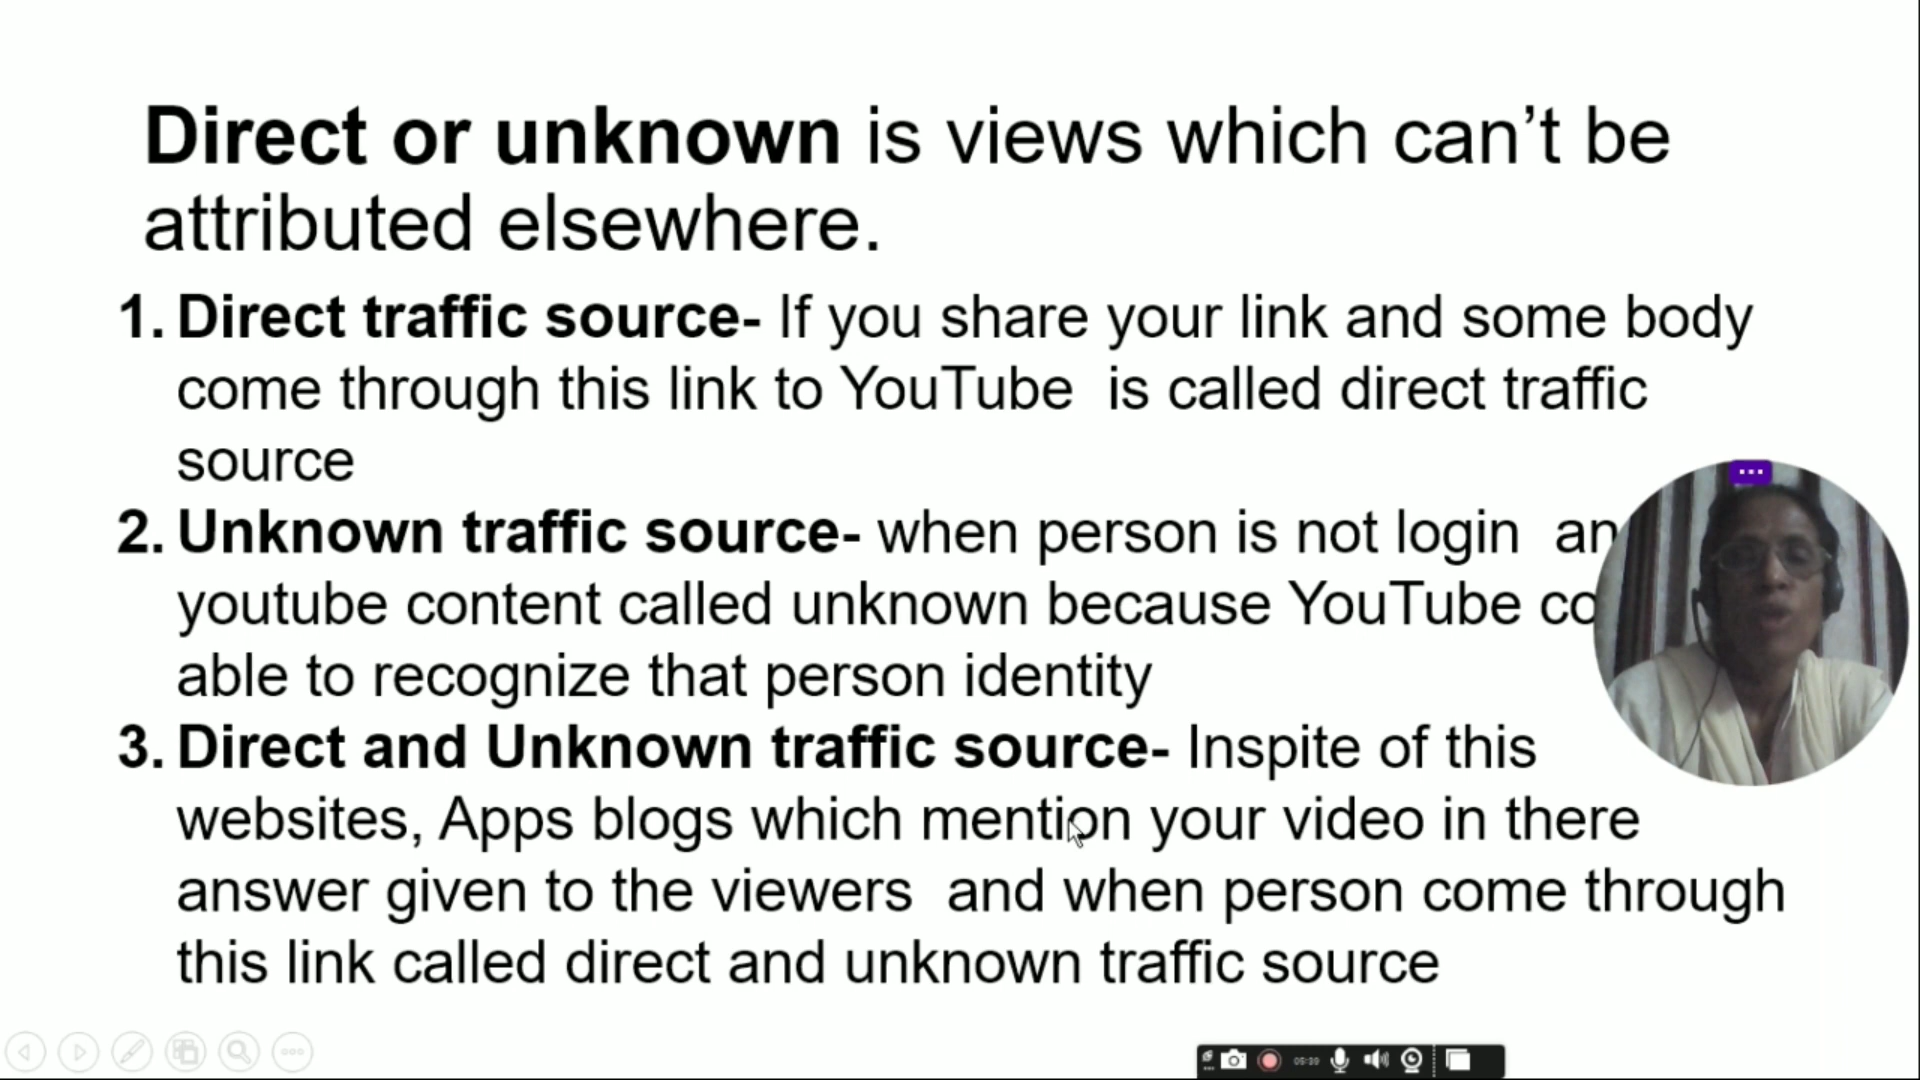 Direct or unknown is views which can’t be
attributed elsewhere.
1. Direct traffic source- If you share your link and some body
come through this link to YouTube is called direct traffic
source
2. Unknown traffic source- when person is not login
youtube content called unknown because YouTube
able to recognize that person identity
3. Direct and Unknown traffic source- Inspite of this
websites, Apps blogs which mention your video in there
answer given to the viewers and when person come through
this link called direct and unknown traffic source